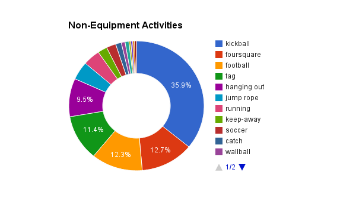 Non-Equipment Activities
kickball
foursquare
football
tag
hanging out
jump rope
running
keep-away
soccer
catch
wallball
1/2
35.9%
12.7%
12.3%
11.4%
9.5%